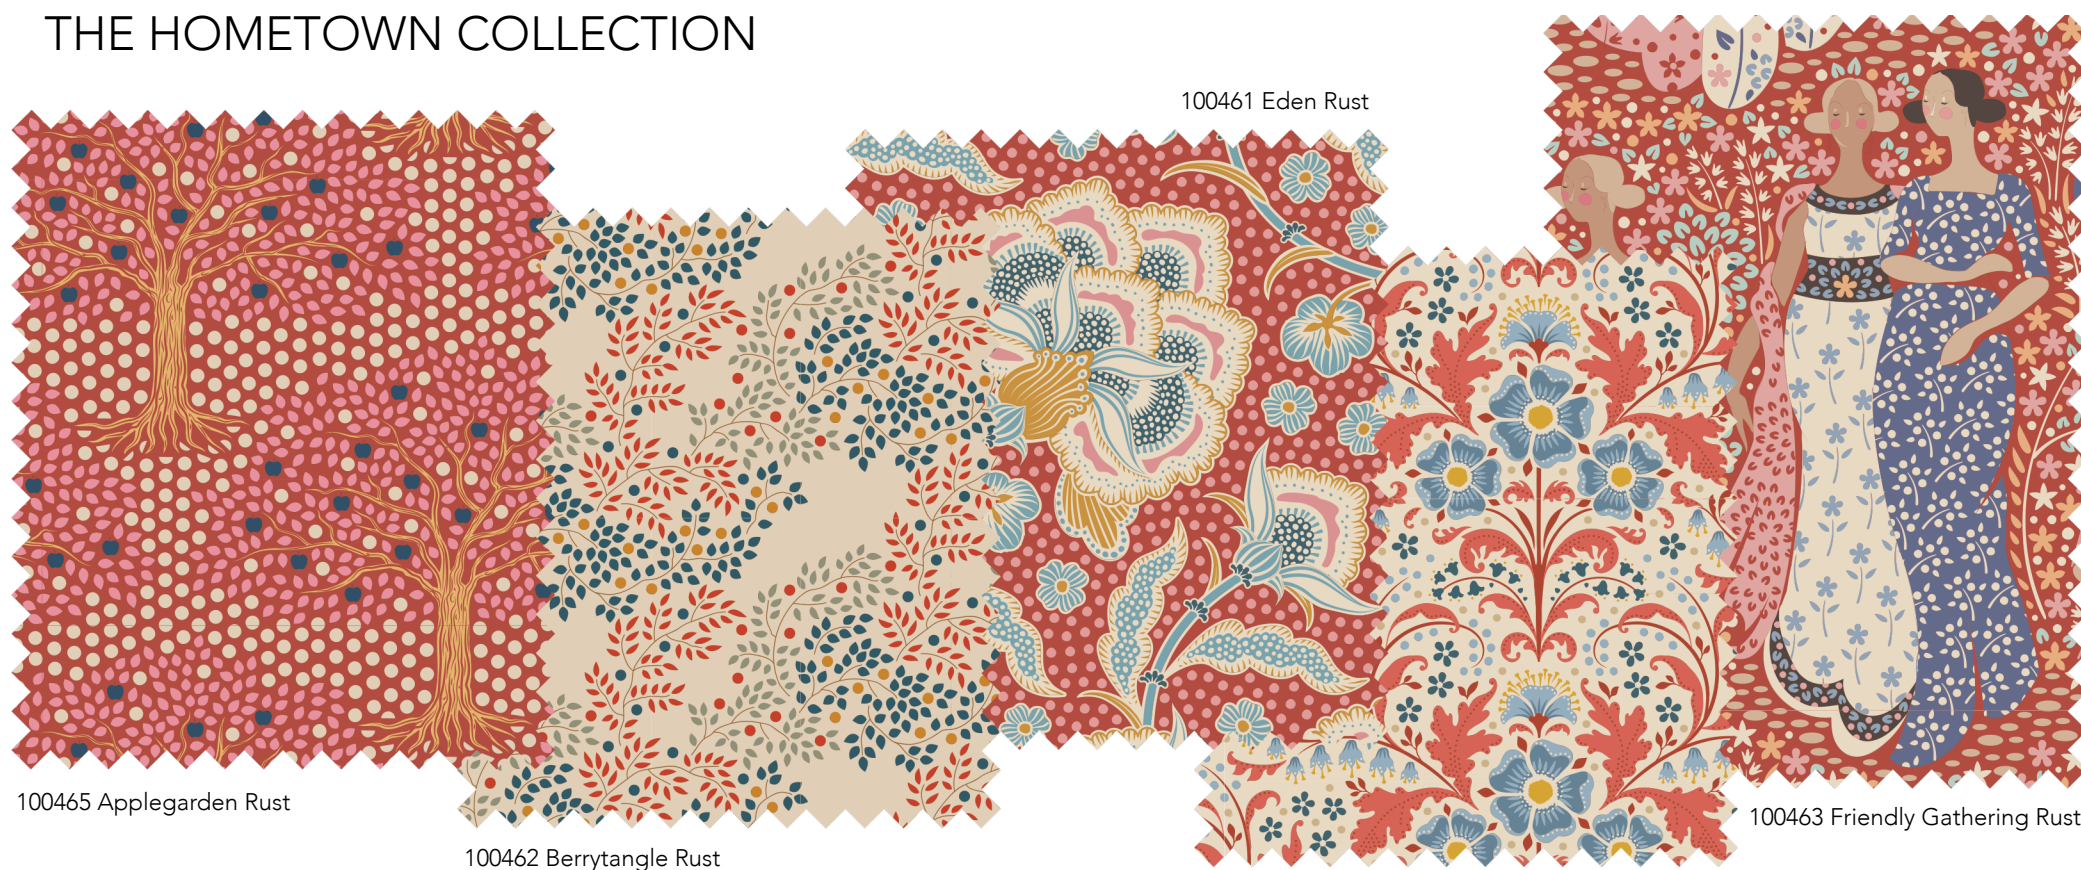 THE HOMETOWN COLLECTION
100461 Eden Rust
100465 Applegarden Rust
100463 Friendly Gathering Rust
100462 Berrytangle Rust